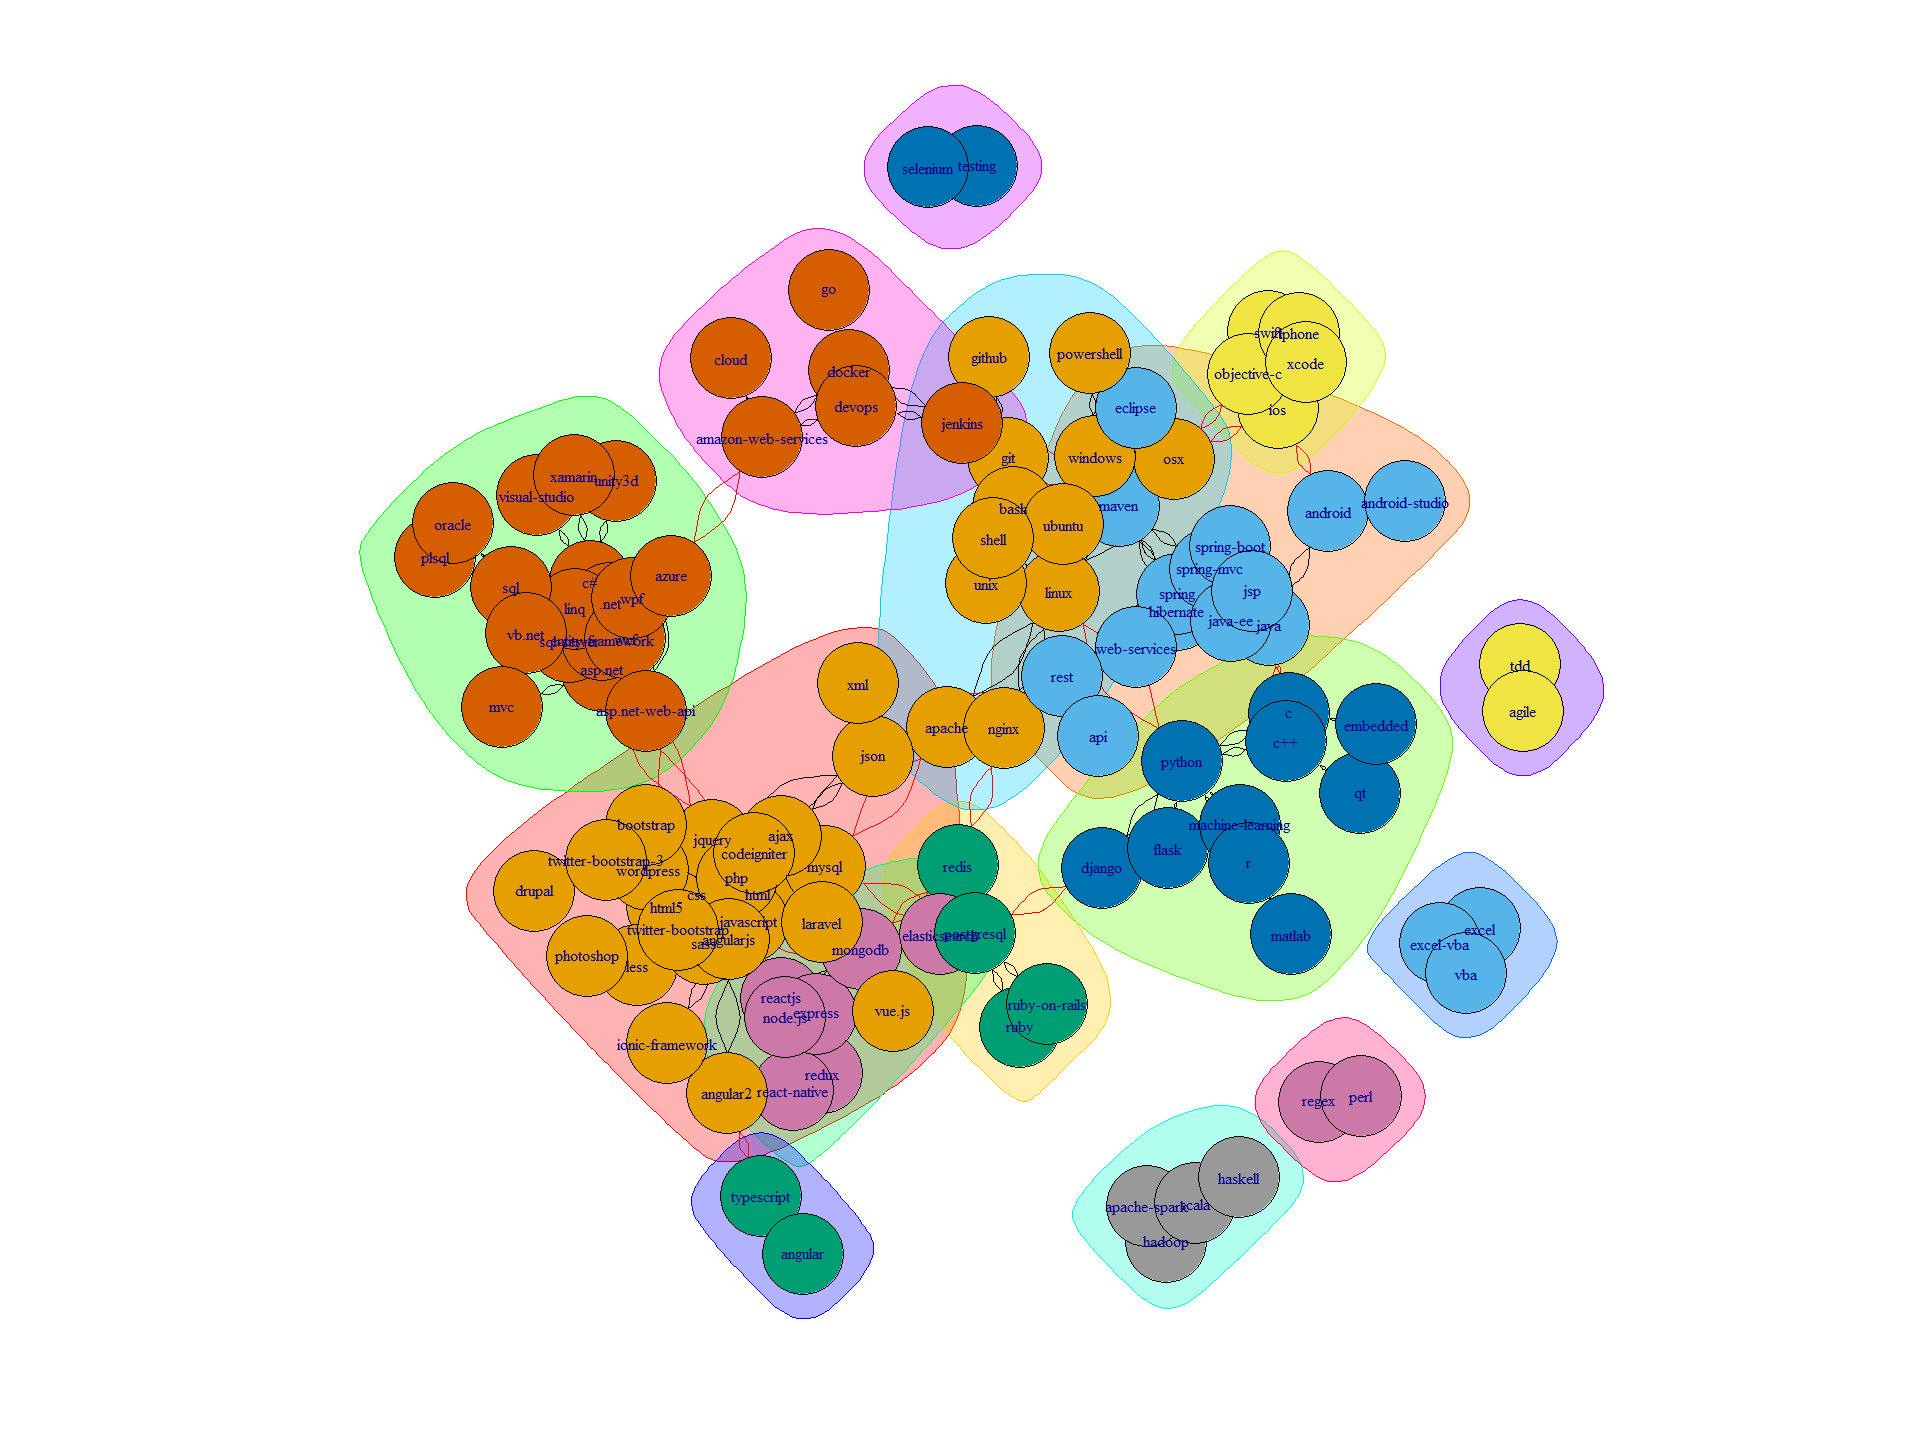 selenium
testing
go
swift
iphone
github
powershell
cloud
xcode
docker
objective-c
devops
eclipse
ios
jenkins
amazon-web-services
git
windows
osx
xamarin
unity3d
visual-studio
android-studio
maven
bash
android
oracle
ubuntu
shell
spring-boot
plsql
spring-mvc
azure
c#
unix
sql
linux
jsp
spring
wpf
.net
linq
hibernate
java-ee
java
vb.net
wcf
web-services
tdd
asp.net
rest
xml
mvc
asp.net-web-api
agile
c
embedded
apache
nginx
api
c++
json
python
qt
bootstrap
machine-learning
ajax
jquery
codeigniter
flask
twitter-bootstrap-3
r
mysql
redis
django
wordpress
php
drupal
css
html
html5
javascript
laravel
twitter-bootstrap
excel
elasticsearch
postgresql
matlab
angularjs
sass
excel-vba
mongodb
photoshop
less
vba
reactjs
ruby-on-rails
vue.js
express
node.js
ruby
ionic-framework
redux
react-native
angular2
perl
regex
haskell
typescript
scala
apache-spark
hadoop
angular